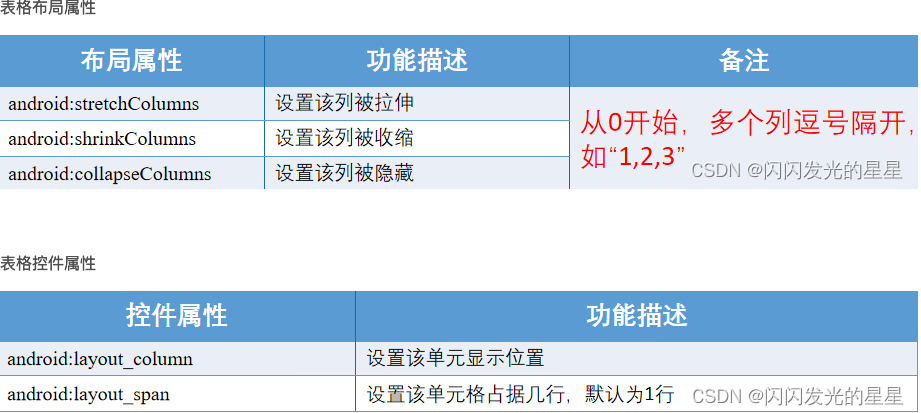 表格布局属性
布局属性 功能描述 备注
android:stretchColumns 设置该列被拉伸
android:shrinkColumns 设置该列被收缩
android:collapseColumns 设置该列被隐藏
从0开始，多个列逗号隔开，
如“1,2,3”
CSDN @闪闪发光的星星
表格控件属性
控件属性 功能描述
android:layout_column 设置该单元显示位置
android:layout_span 设置该单元格占据几行，默认为1行
CSDN @闪闪发光的星星